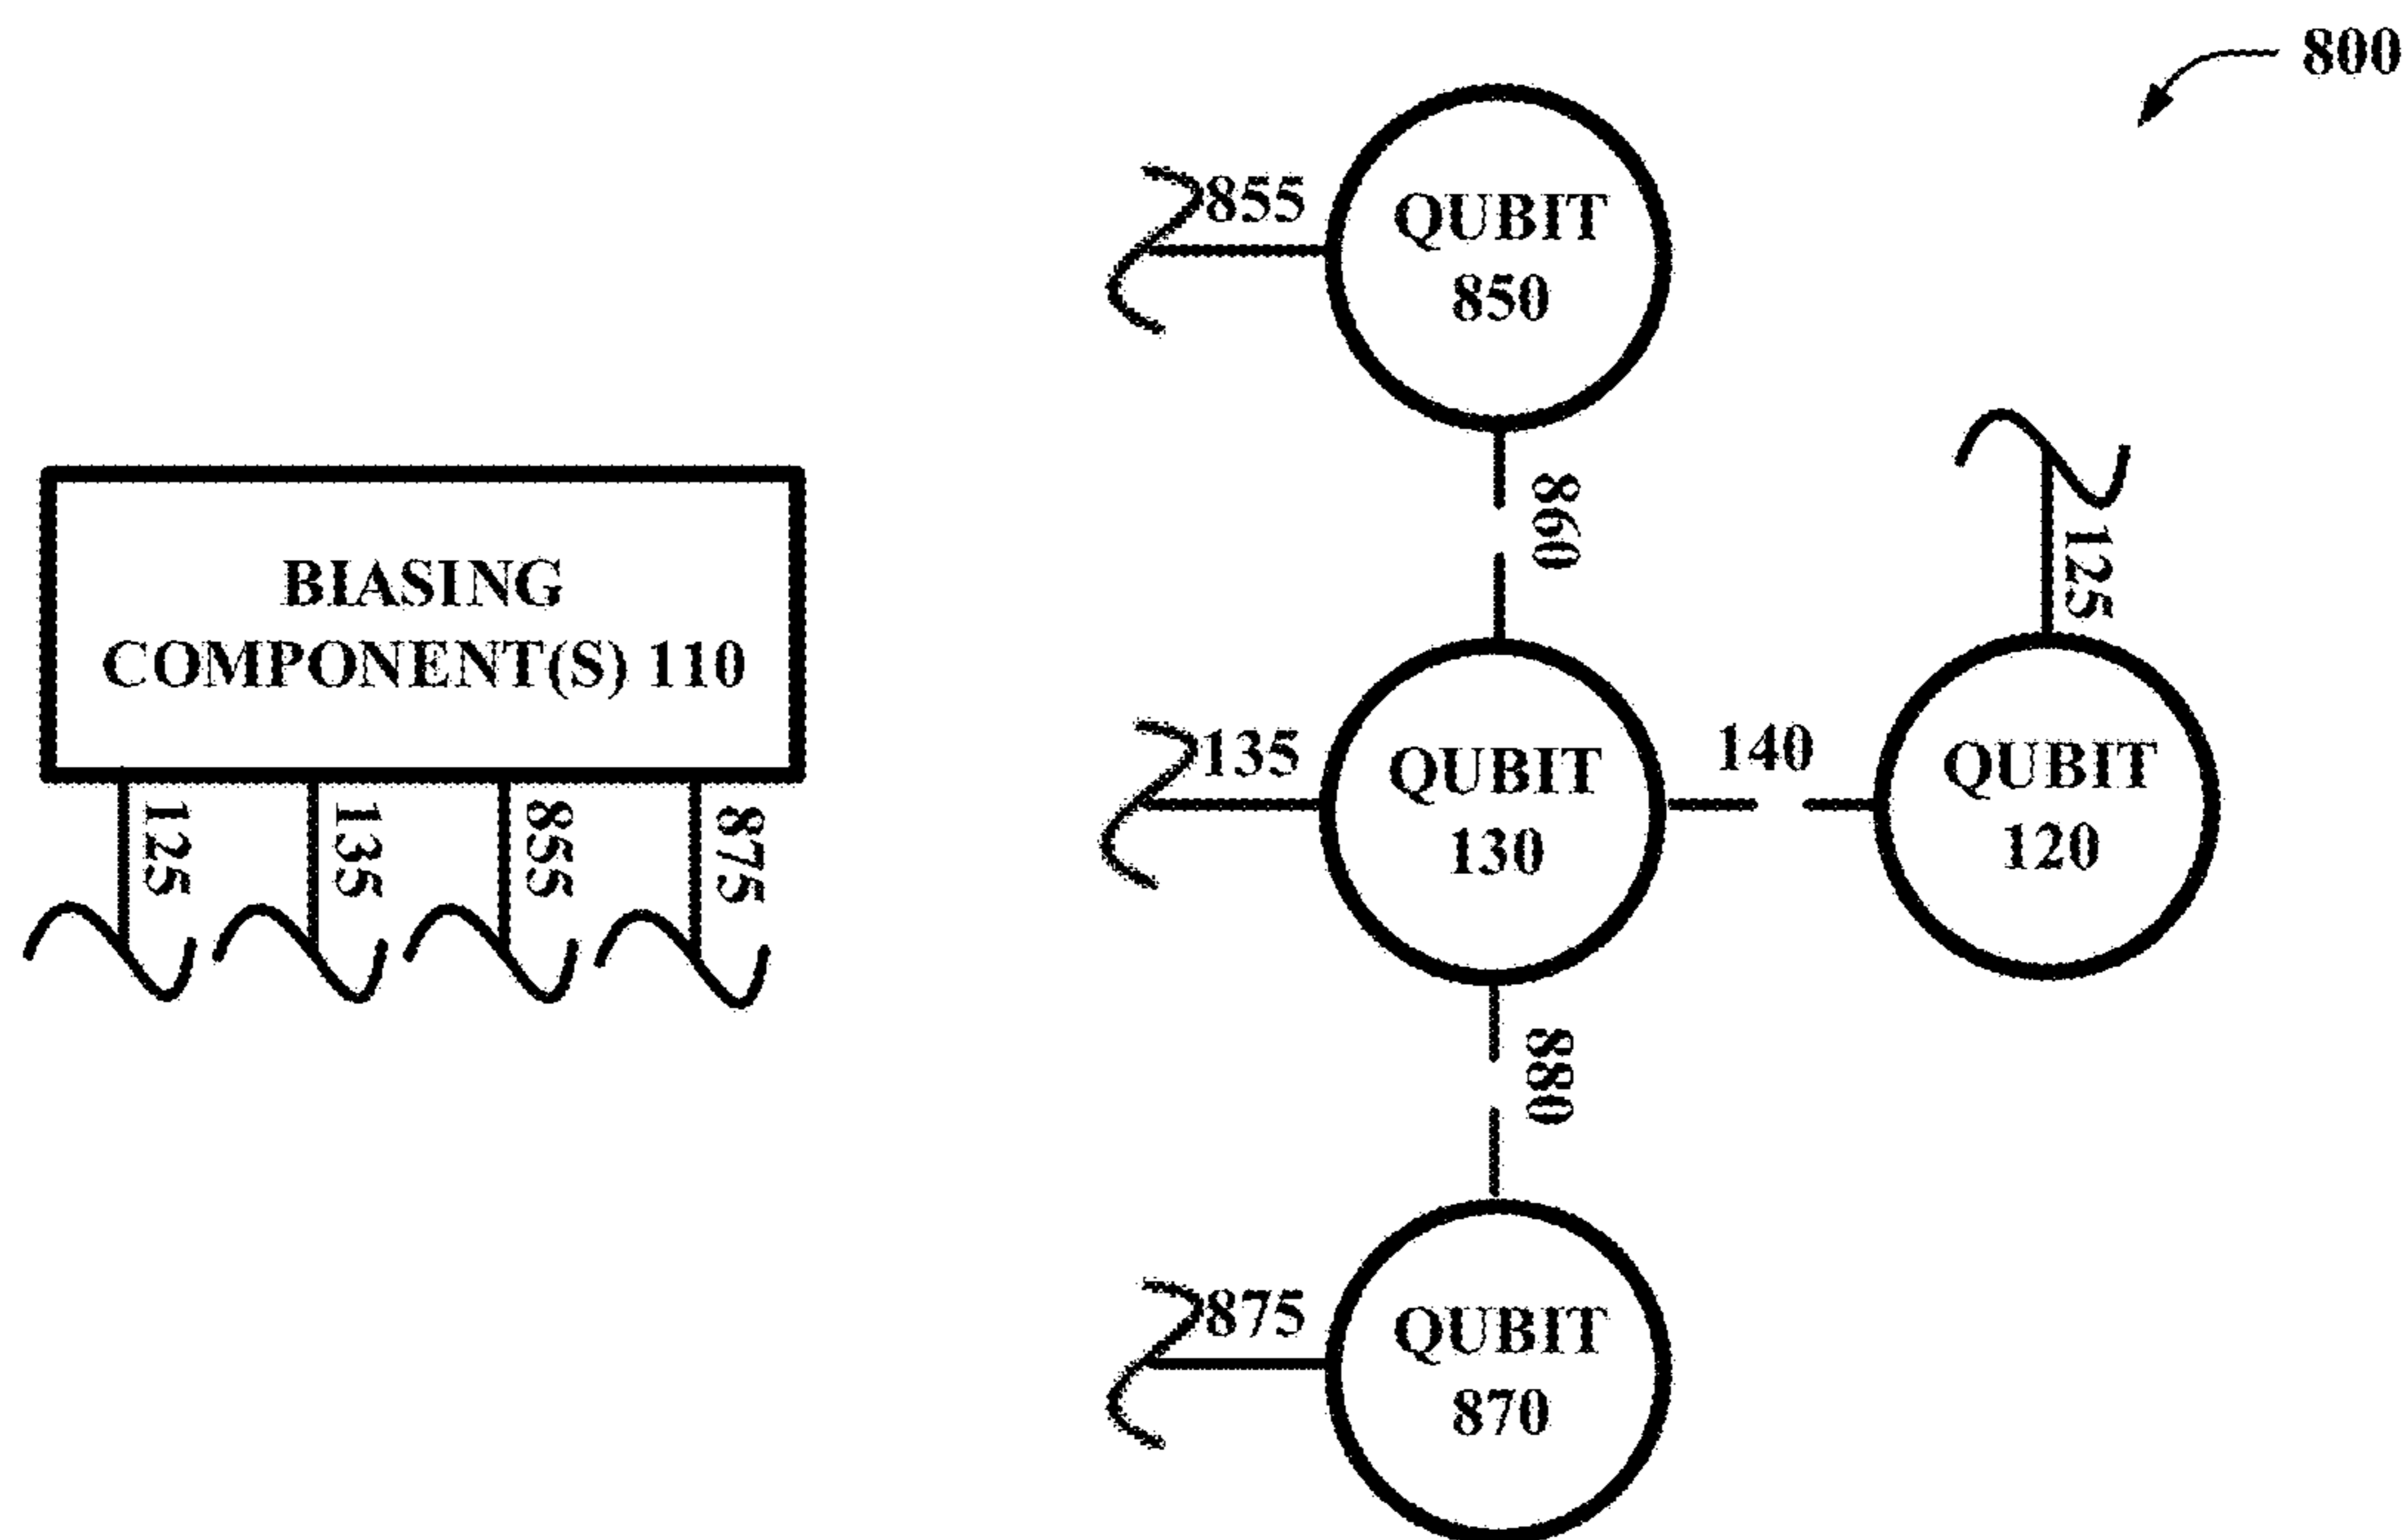 800
855
QUBIT
850
860
125
BIASING
COMPONENT(S) 110
125
135
855
875
135
QUBIT
130
140
QUBIT
120
880
875
QUBIT
870